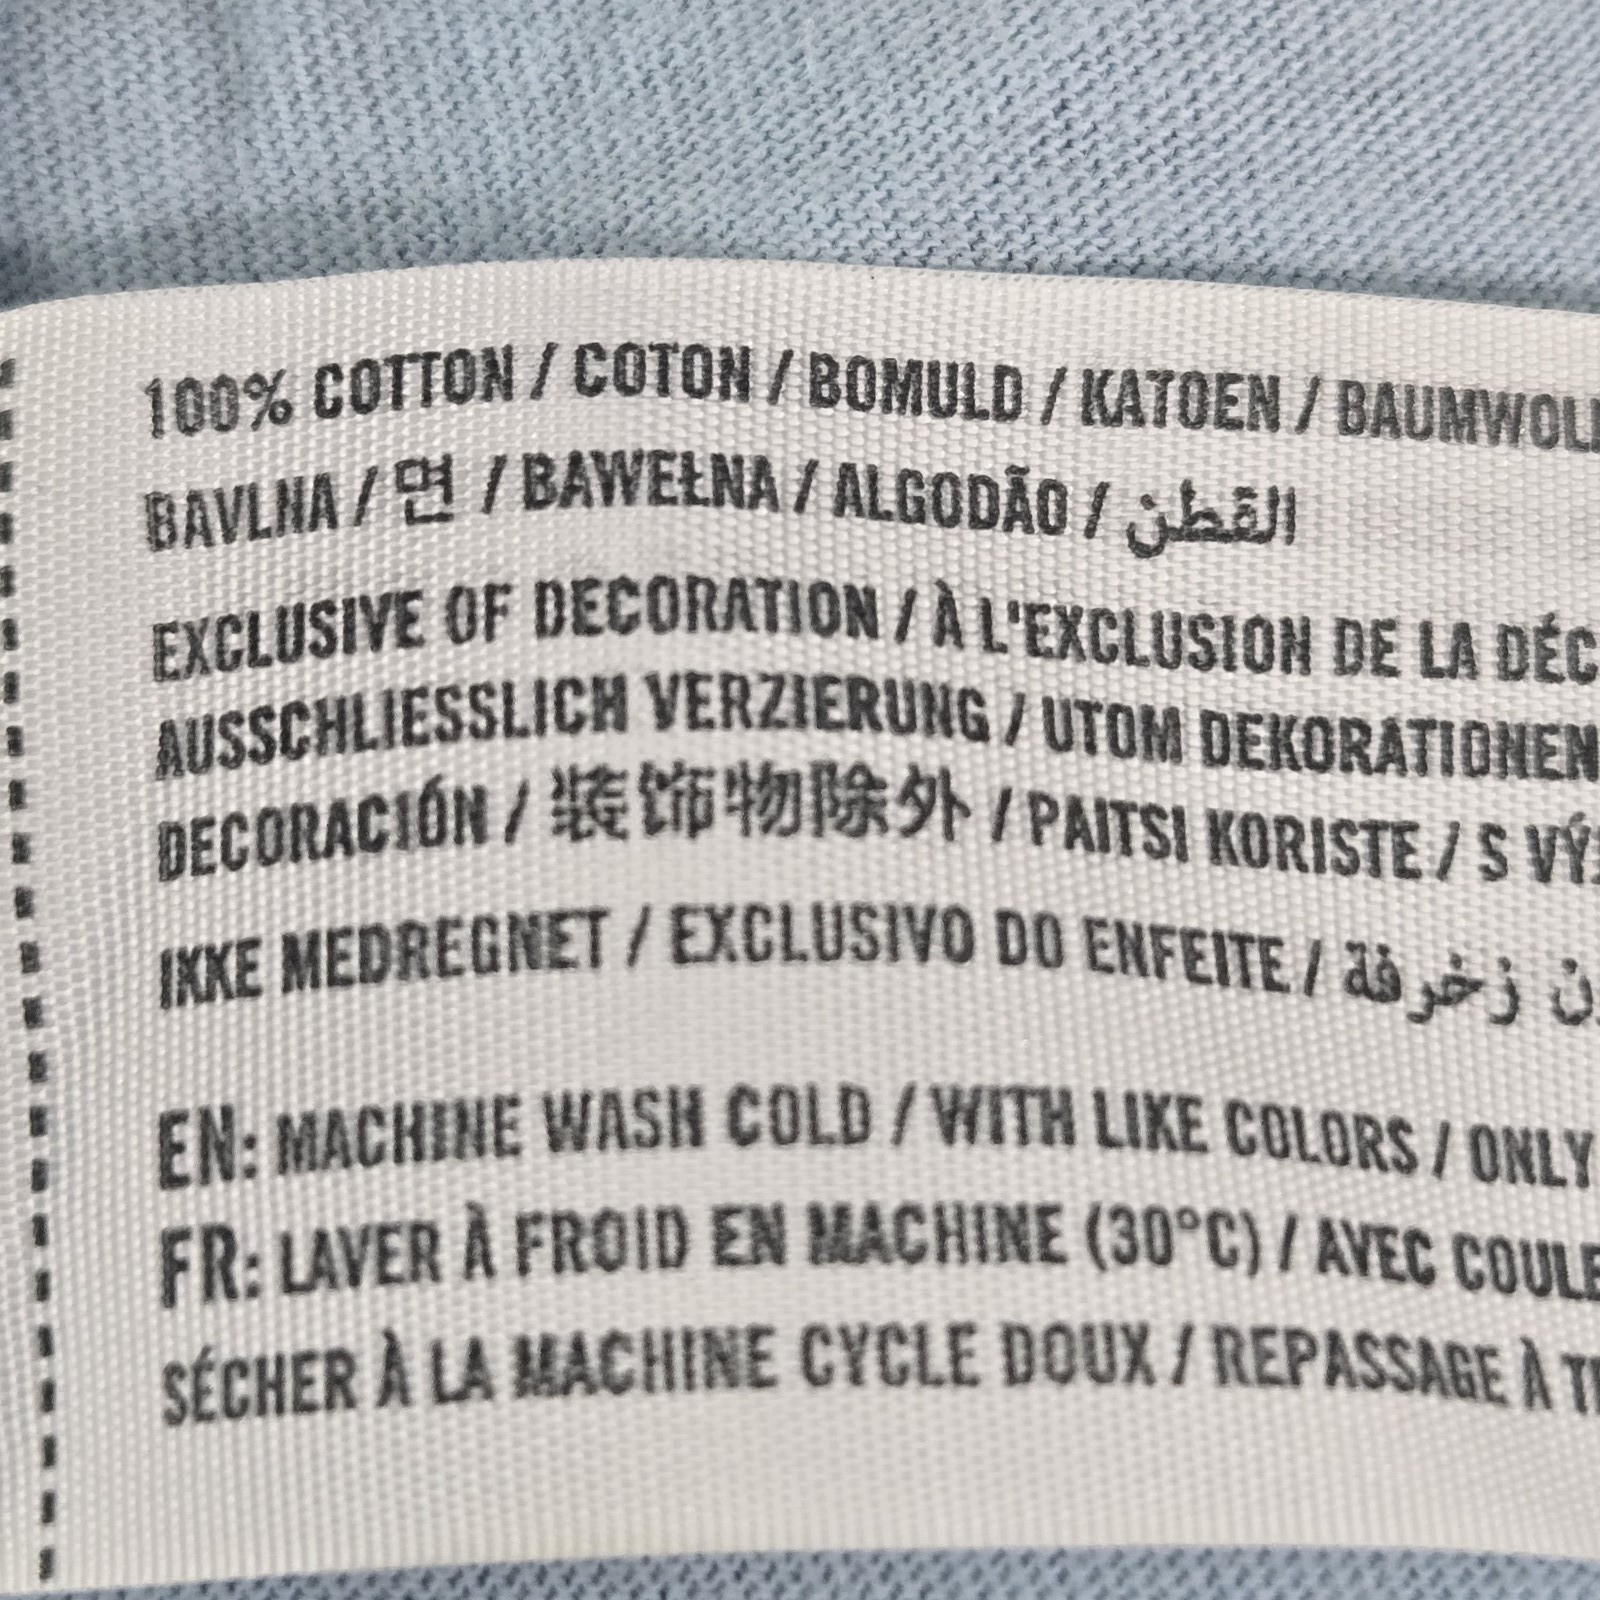 100% COTTON / COTON / BOMULD / KATOEN / BAUMWOLL
BAVLNA / 면 / BAWEŁNA / ALGODÃO / القطن
EXCLUSIVE OF DECORATION / À L'EXCLUSION DE LA DÉC
AUSSCHLIESSLICH VERZIERUNG / UTOM DEKORATIONEN
DECORACIÓN / 装饰物除外 / PAITSI KORISTE / S VÝ
IKKE MEDREGNET / EXCLUSIVO DO ENFEITE / زخرفة
EN: MACHINE WASH COLD / WITH LIKE COLORS / ONLY
FR: LAVER À FROID EN MACHINE (30°C) / AVEC COULE
SÉCHER À LA MACHINE CYCLE DOUX / REPASSAGE À